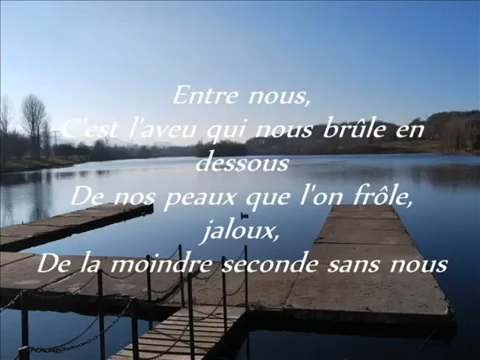 Entre nous,
C'est l'aveu qui nous brûle en
dessous
De nos peaux que l'on frôle,
jaloux,
De la moindre seconde sans nous